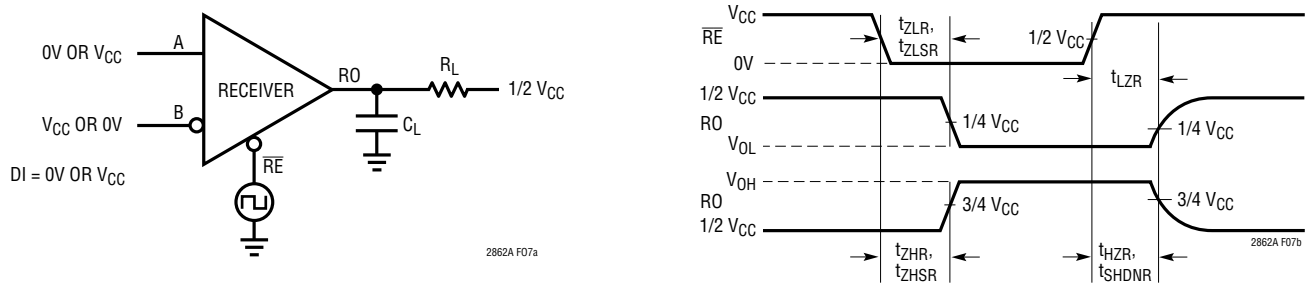 0V OR VCC
A
VCC OR 0V
B
RECEIVER
RO
RL
1/2 VCC
CL
RE
DI = 0V OR VCC
2862A F07a
VCC
RE
0V
tZLR,
tZLSR
1/2 VCC
tLZR
1/2 VCC
RO
VOL
1/4 VCC
1/4 VCC
VOH
RO
1/2 VCC
3/4 VCC
3/4 VCC
tZHR,
tZHSR
tHZR,
tSHDNR
2862A F07b